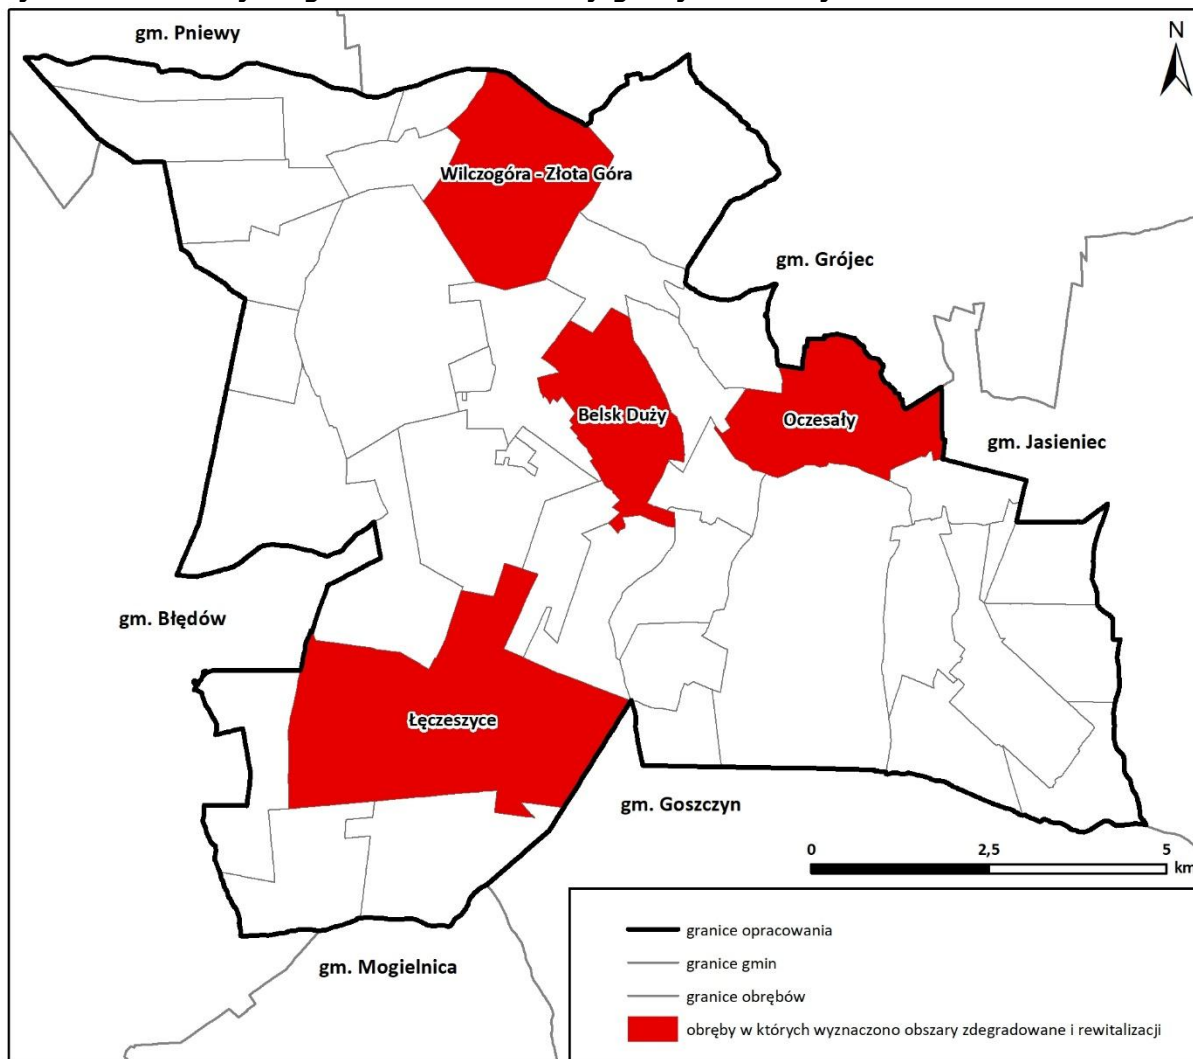 gm. Pniewy
N
Wilczogóra - Złota Góra
gm. Grójec
Belsk Duży
Oczesały
gm. Jasieniec
gm. Błędów
Łęczeszyce
gm. Goszczyn
0 2,5 5
km
gm. Mogielnica
granice opracowania
granice gmin
granice obrębów
obręby w których wyznaczono obszary zdegradowane i rewitalizacji